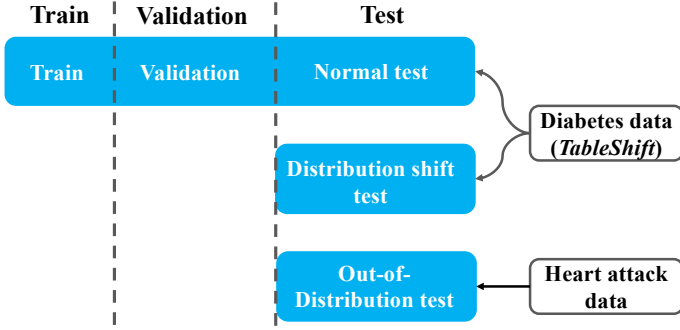 Train
Validation
Test
Train
Validation
Normal test
Diabetes data
(TableShift)
Distribution shift
test
Out-of-
Distribution test
Heart attack
data